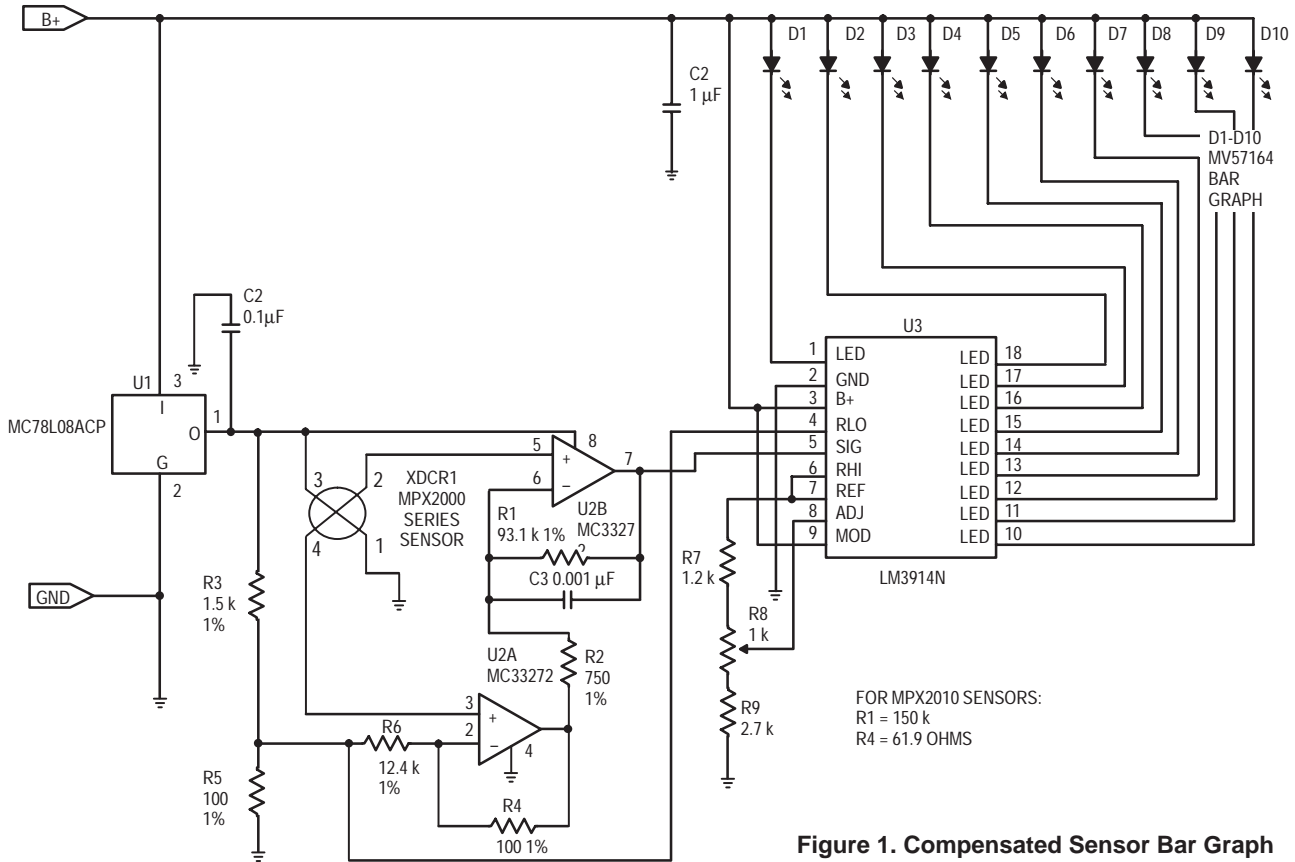 B+
D1
D2
D3
D4
D5
D6
D7
D8
D9
D10
C2
1 µF
D1-D10
MV57164
BAR
GRAPH
C2
0.1µF
U3
U1
3
I
MC78L08ACP
O
1
G
2
1
LED
LED
18
2
GND
LED
17
3
B+
LED
16
4
RLO
LED
15
5
SIG
LED
14
6
RHI
LED
13
7
REF
LED
12
8
ADJ
LED
11
9
MOD
LED
10
LM3914N
3
2
4
1
XDCR1
MPX2000
SERIES
SENSOR
5
+
6
–
8
7
U2B
MC3327
2
R1
93.1 k 1%
C3 0.001 µF
R7
1.2 k
R8
1 k
R9
2.7 k
GND
R3
1.5 k
1%
U2A
MC33272
R2
750
1%
3
+
2
–
4
R6
12.4 k
1%
R5
100
1%
R4
100 1%
FOR MPX2010 SENSORS:
R1 = 150 k
R4 = 61.9 OHMS
Figure 1. Compensated Sensor Bar Graph